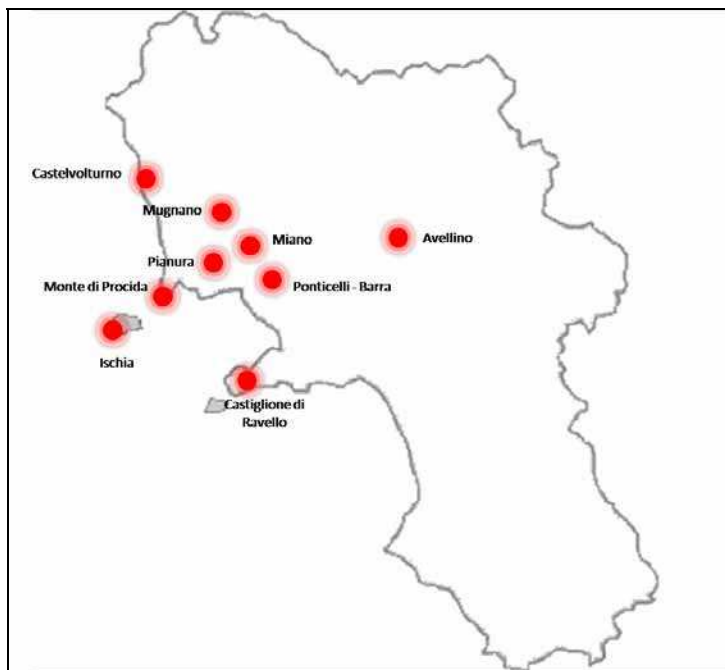 Castelvolturno
Mugnano
Miano
Avellino
Pianura
Monte di Procida
Ponticelli - Barra
Ischia
Castiglione di
Ravello